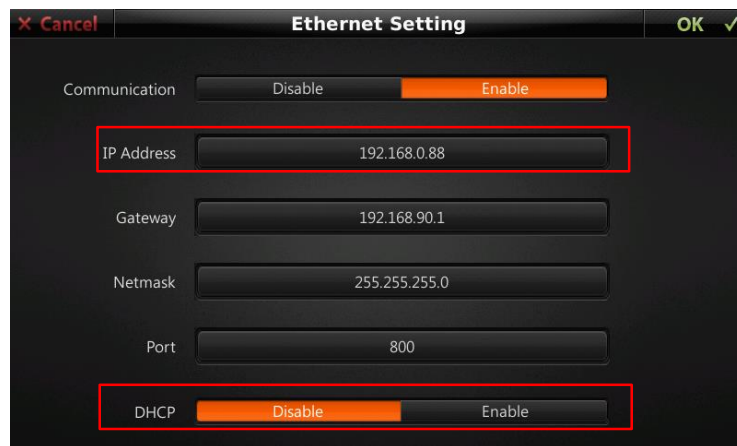 × Cancel Ethernet Setting OK ✓
Communication Disable Enable
IP Address 192.168.0.88
Gateway 192.168.90.1
Netmask 255.255.255.0
Port 800
DHCP Disable Enable